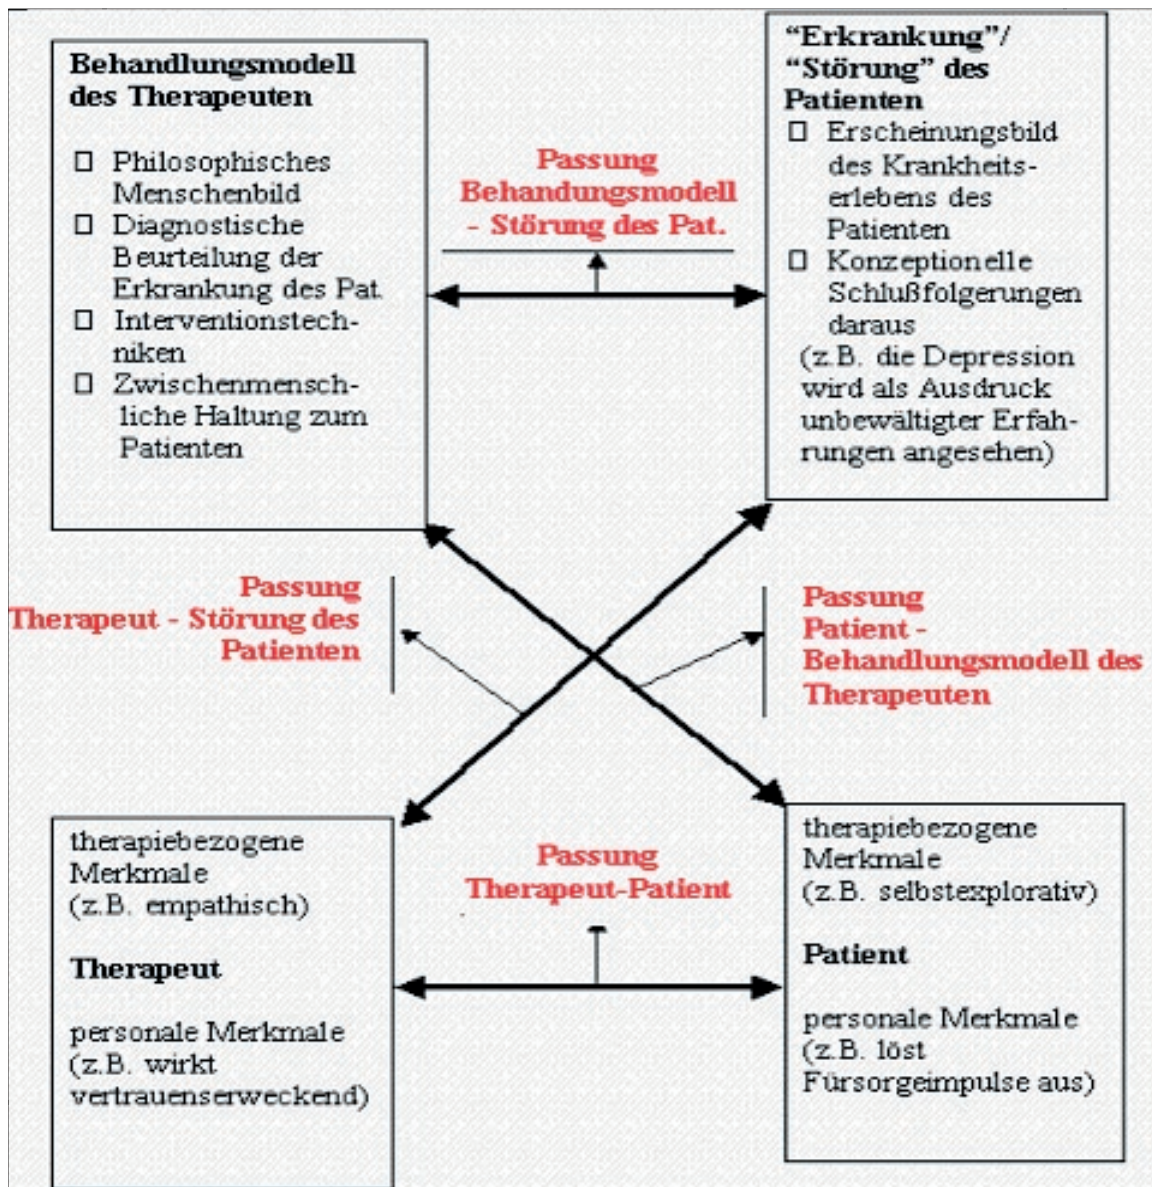 Behandlungsmodell
des Therapeuten
□ Philosophisches
Menschenbild
□ Diagnostische
Beurteilung der
Erkrankung des Pat.
□ Interventionstech-
niken
□ Zwischenmensch-
liche Haltung zum
Patienten
Passung
Behandungsmodell
- Störung des Pat.
“Erkrankung”/
“Störung” des
Patienten
□ Erscheinungsbild
des Krankheits-
erlebens des
Patienten
□ Konzeptionelle
Schlußfolgerungen
daraus
(z.B. die Depression
wird als Ausdruck
unbewältigter Erfah-
rungen angesehen)
Passung
Therapeut - Störung des
Patienten
Passung
Patient -
Behandlungsmodell des
Therapeuten
therapiebezogene
Merkmale
(z.B. empathisch)
Therapeut
personale Merkmale
(z.B. wirkt
vertrauenserweckend)
Passung
Therapeut-Patient
therapiebezogene
Merkmale
(z.B. selbstexplorativ)
Patient
personale Merkmale
(z.B. löst
Fürsorgeimpulse aus)